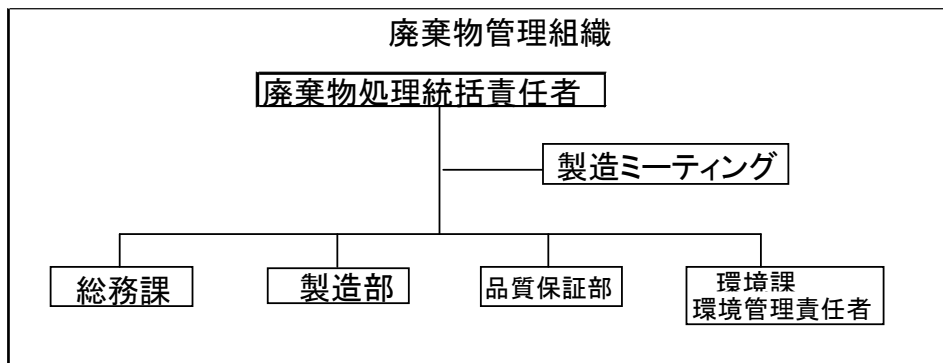 廃棄物管理組織
廃棄物処理統括責任者
製造ミーティング
総務課
製造部
品質保証部
環境課
環境管理責任者